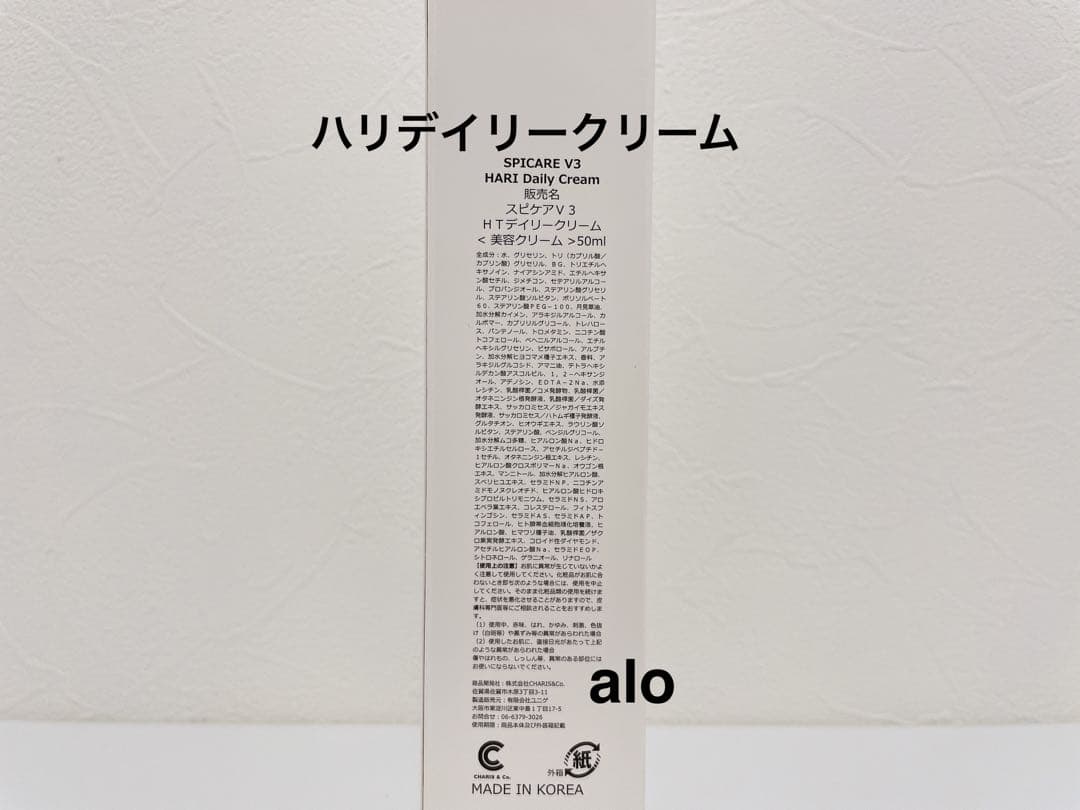 ハリデイリークリーム
SPICARE V3
HARI Daily Cream
販売名
スピケアV3
HTデイリークリーム
< 美容クリーム >50ml
全成分：水、グリセリン、トリ（カプリル酸／
カプリン酸）グリセリル、BG、トリエチルヘ
キサノイン、ナイアシンアミド、エチルヘキサ
ン酸セチル、ジメチコン、セテアリルアルコー
ル、プロパンジオール、ステアリン酸グリセリ
ル、ステアリン酸ソルビタン、ポリソルベート
60、ステアリン酸PEG－100、月見草油、
加水分解カイメン、アラキジルアルコール、カ
ルボマー、カプリリルグリコール、トレハロー
ス、パンテノール、トロメタミン、ニコチン酸
トコフェロール、ベヘニルアルコール、エチル
ヘキシルグリセリン、ビサボロール、アルブチ
ン、加水分解ヒヨコマメ種子エキス、香料、ア
ラキジルグルコシド、アマニ油、テトラヘキシ
ルデカン酸アスコルビル、1，2－ヘキサンジ
オール、アデノシン、EDTA－2Na、水添
レシチン、乳酸桿菌／コメ発酵物、乳酸桿菌／
オタネニンジン根発酵液、乳酸桿菌／ダイズ発
酵エキス、サッカロミセス／ジャガイモエキス
発酵液、サッカロミセス／ハトムギ種子発酵液、
グルタチオン、ヒオウギエキス、ラウリン酸ソ
ルビタン、ステアリン酸、ベンジルグリコール、
加水分解ムコ多糖、ヒアルロン酸Na、ヒドロ
キシエチルセルロース、アセチルジペプチド－
1セチル、オタネニンジン根エキス、レシチン、
ヒアルロン酸クロスポリマーNa、オウゴン根
エキス、マンニトール、加水分解ヒアルロン酸、
スベリヒユエキス、セラミドNP、ニコチンア
ミドモノヌクレオチド、ヒアルロン酸ヒドロキ
シプロピルトリモニウム、セラミドNS、アロ
エベラ葉エキス、コレステロール、フィトスフ
ィンゴシン、セラミドAS、セラミドAP、ト
コフェロール、ヒト臍帯血細胞順化培養液、ヒ
アルロン酸、ヒマワリ種子油、乳酸桿菌／ザク
ロ果実発酵エキス、コロイド性ダイヤモンド、
アセチルヒアルロン酸Na、セラミドEOP、
シトロネロール、ゲラニオール、リナロール
【使用上の注意】お肌に異常が生じていないかよ
く注意して使用してください。化粧品がお肌に合
わないとき即ち次のような場合には、使用を中止
してください。そのまま化粧品類の使用を続けま
すと、症状を悪化させることがありますので、皮
膚科専門医等にご相談されることをおすすめしま
す。
（1）使用中、赤味、はれ、かゆみ、刺激、色抜
け（白斑等）や黒ずみ等の異常があらわれた場合
（2）使用したお肌に、直接日光があたって上記
のような異常があらわれた場合
傷やはれもの、しっしん等、異常のある部位には
お使いにならないでください。
商品開発社：株式会社CHARIS&Co.
佐賀県佐賀市木原3丁目3-11
製造販売元：有限会社ユニゲ
大阪市東淀川区東中島1丁目17-5
お問合せ：06-6379-3026
使用期限：商品本体及び外装箱記載
alo
CHARIS & Co.
外箱 紙
MADE IN KOREA